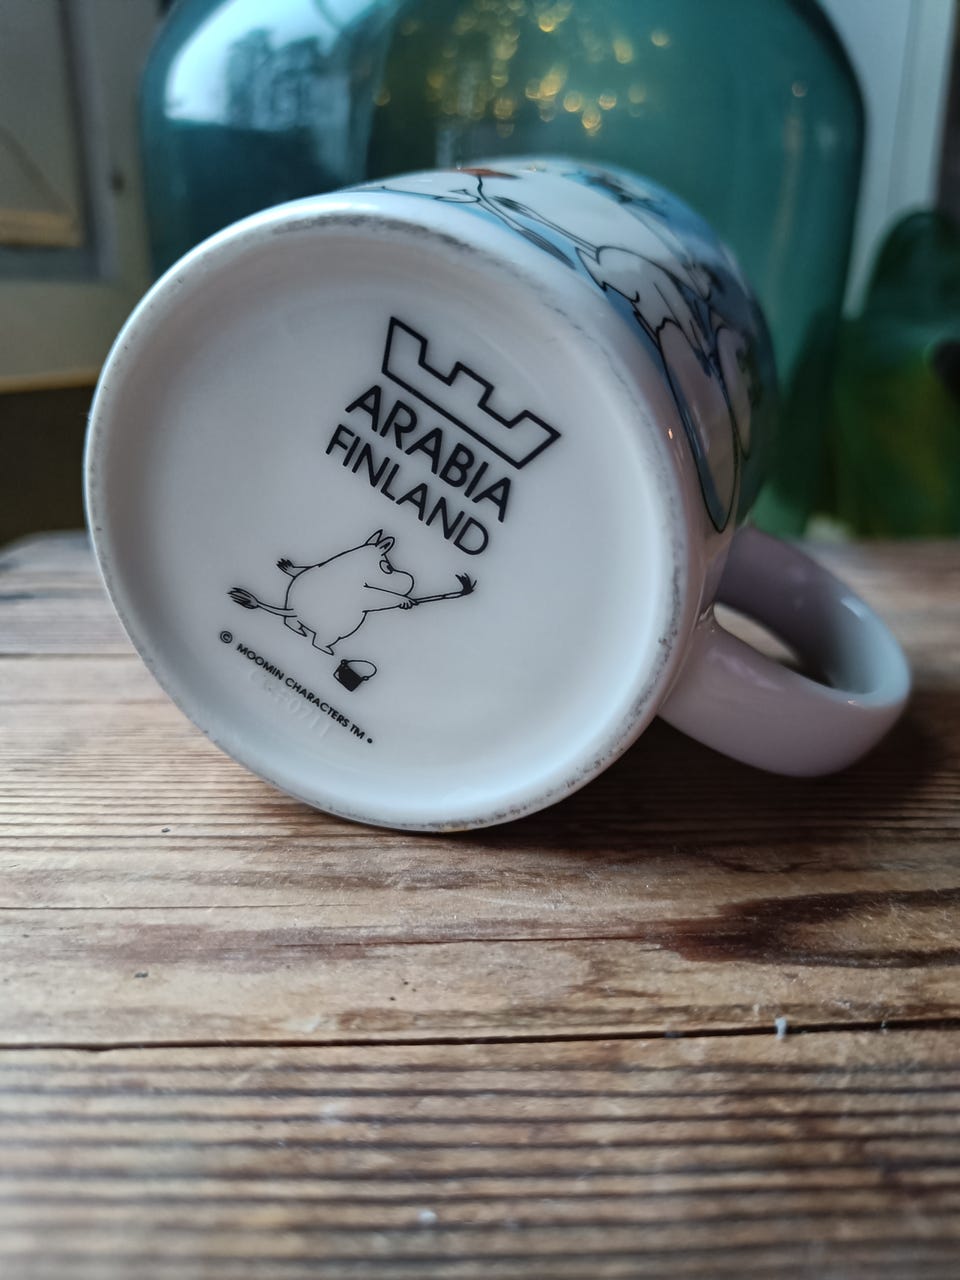 ARABIA
FINLAND
© MOOMIN CHARACTERS ™